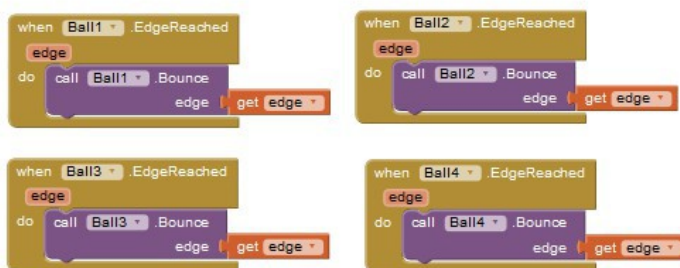 when Ball1 .EdgeReached
edge
do call Ball1 .Bounce
edge get edge
when Ball2 .EdgeReached
edge
do call Ball2 .Bounce
edge get edge
when Ball3 .EdgeReached
edge
do call Ball3 .Bounce
edge get edge
when Ball4 .EdgeReached
edge
do call Ball4 .Bounce
edge get edge